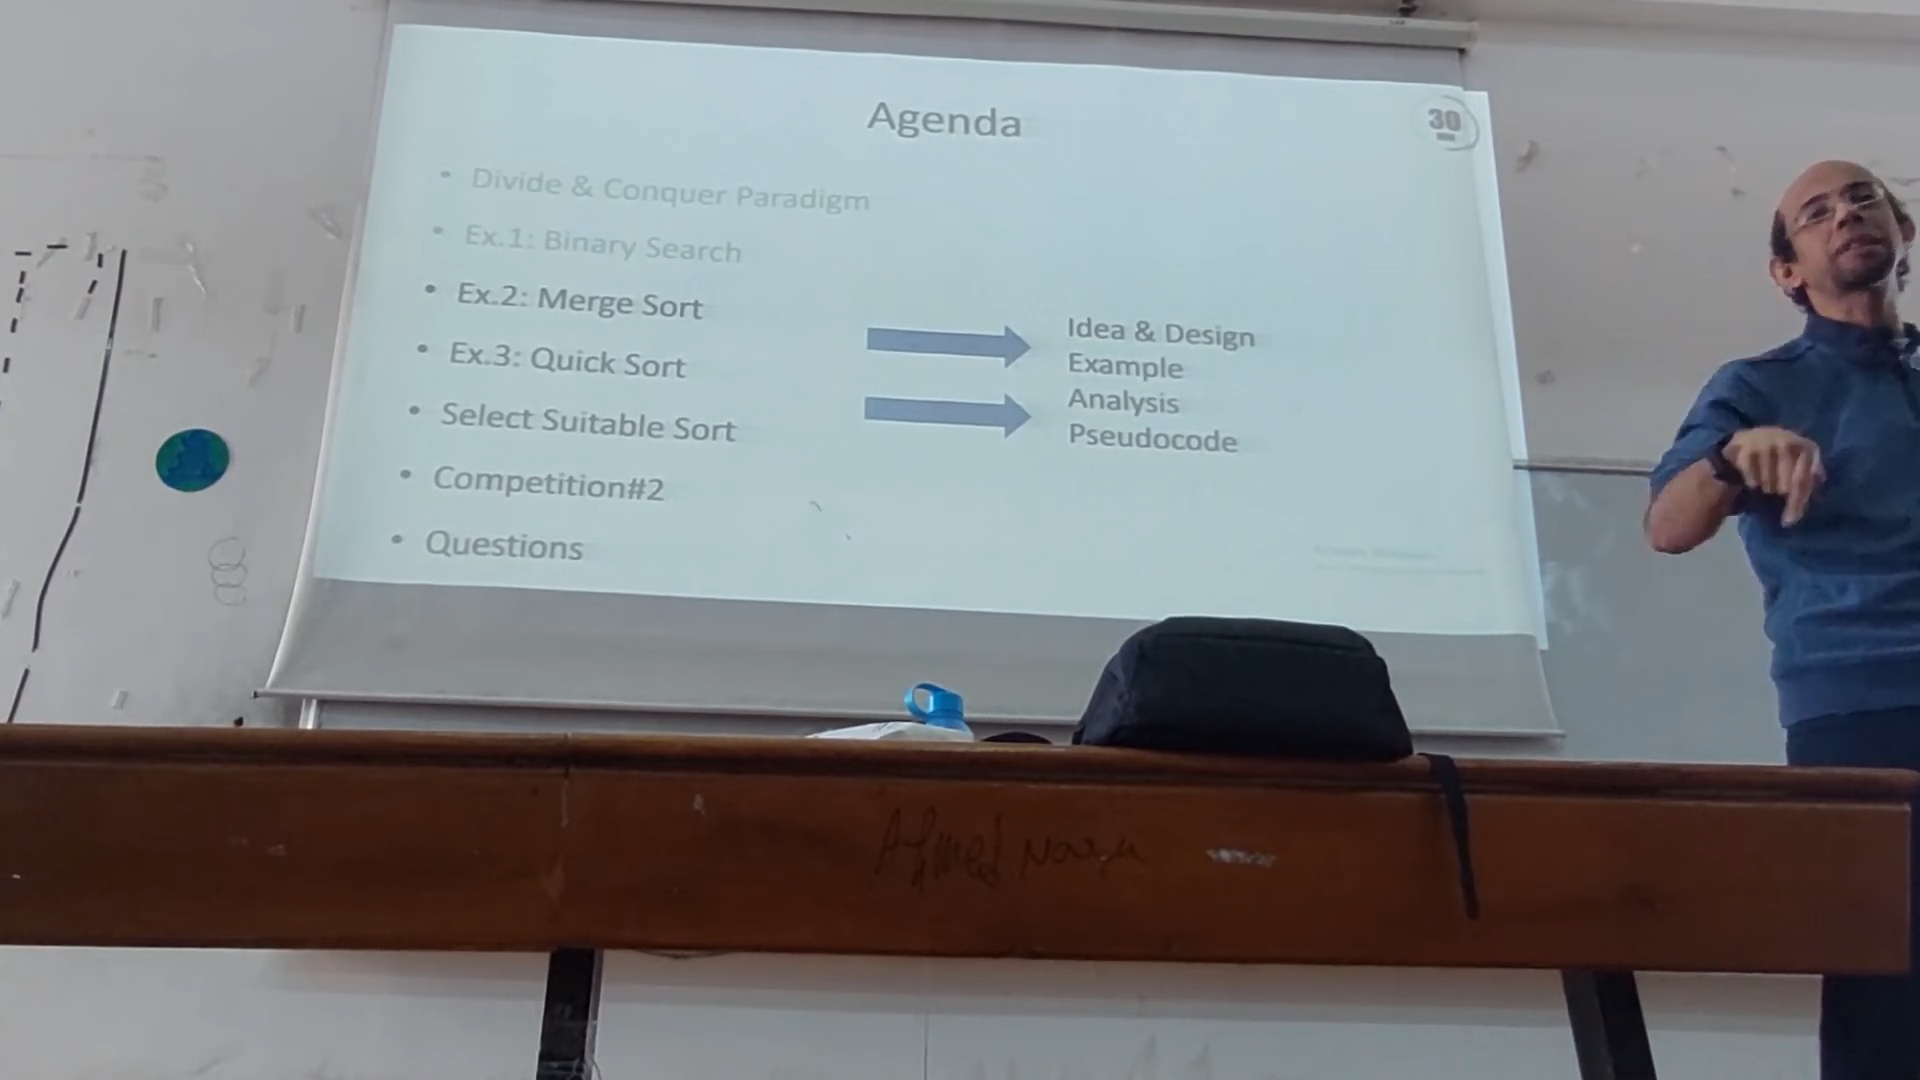 Agenda
30
• Divide & Conquer Paradigm
• Ex.1: Binary Search
• Ex.2: Merge Sort
• Ex.3: Quick Sort
• Select Suitable Sort
• Competition#2
• Questions
Idea & Design
Example
Analysis
Pseudocode
Ahmed